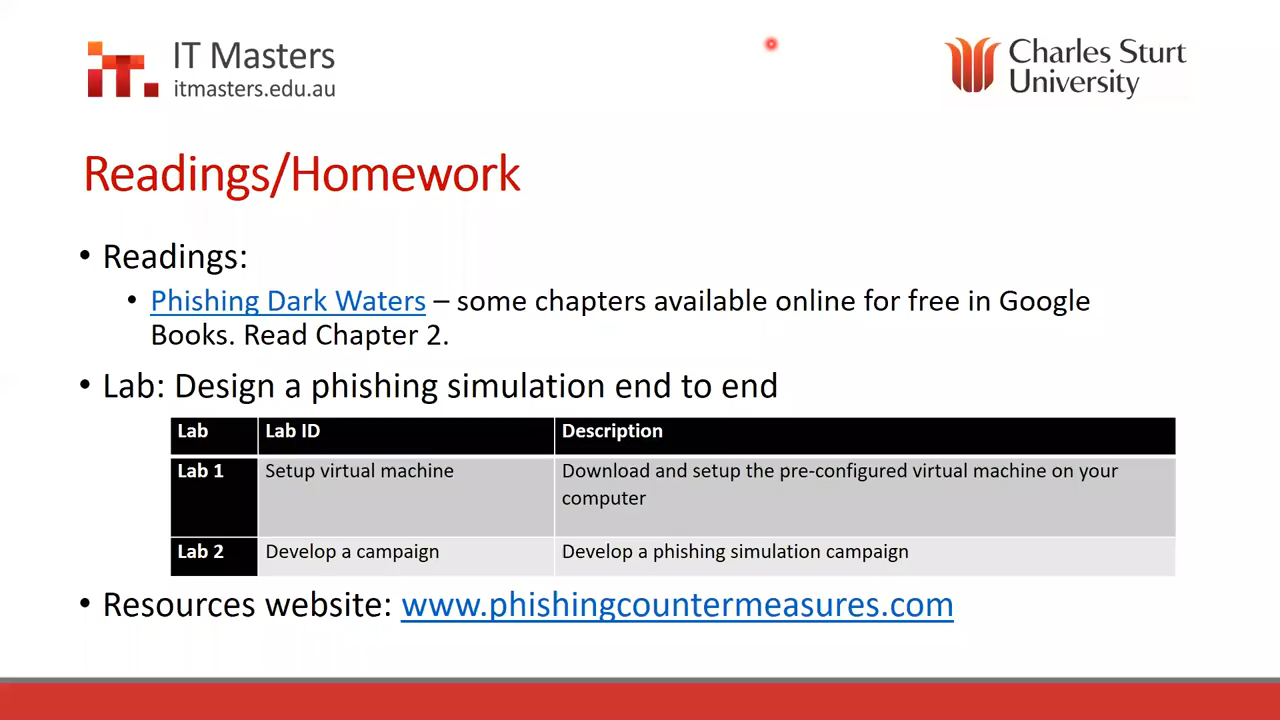 IT Masters
itmasters.edu.au
Charles Sturt
University
Readings/Homework
• Readings:
• Phishing Dark Waters – some chapters available online for free in Google
Books. Read Chapter 2.
• Lab: Design a phishing simulation end to end
Lab Lab ID Description
Lab 1 Setup virtual machine Download and setup the pre-configured virtual machine on your
computer
Lab 2 Develop a campaign Develop a phishing simulation campaign
• Resources website: www.phishingcountermeasures.com